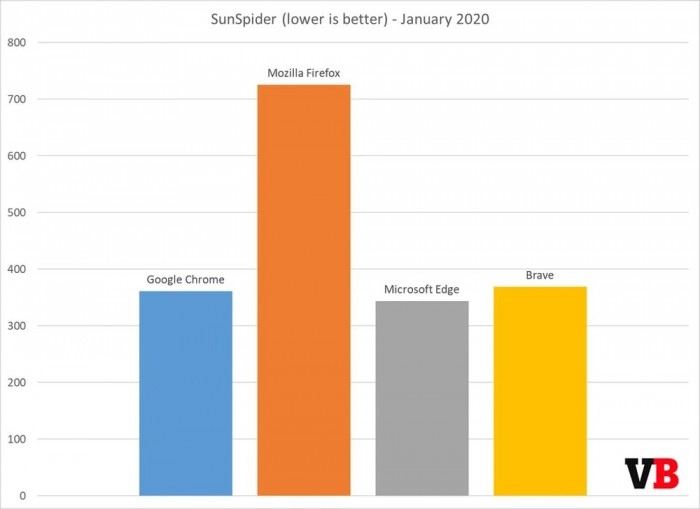 SunSpider (lower is better) - January 2020
800
700
600
500
400
300
200
100
0
Google Chrome
Mozilla Firefox
Microsoft Edge
Brave
VB